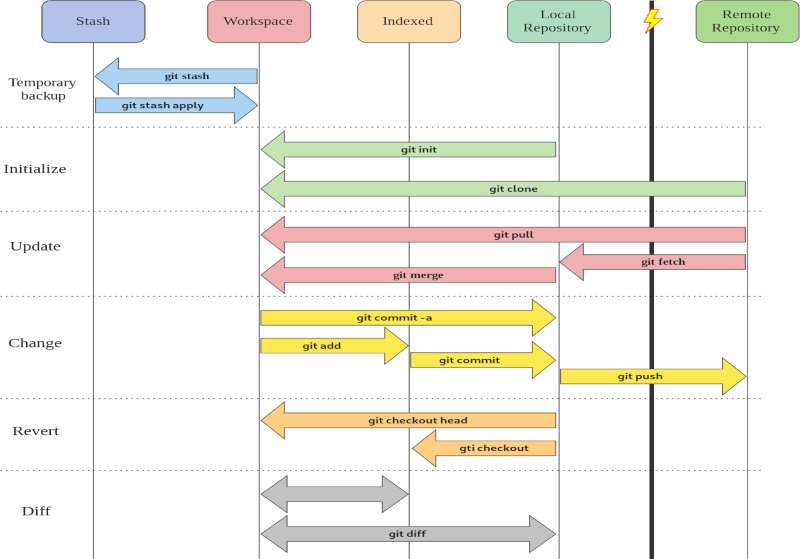 Stash
Workspace
Indexed
Local
Repository
Remote
Repository
Temporary
backup
git stash
git stash apply
Initialize
git init
git clone
Update
git pull
git fetch
git merge
Change
git commit -a
git add
git commit
git push
Revert
git checkout head
gti checkout
Diff
git diff